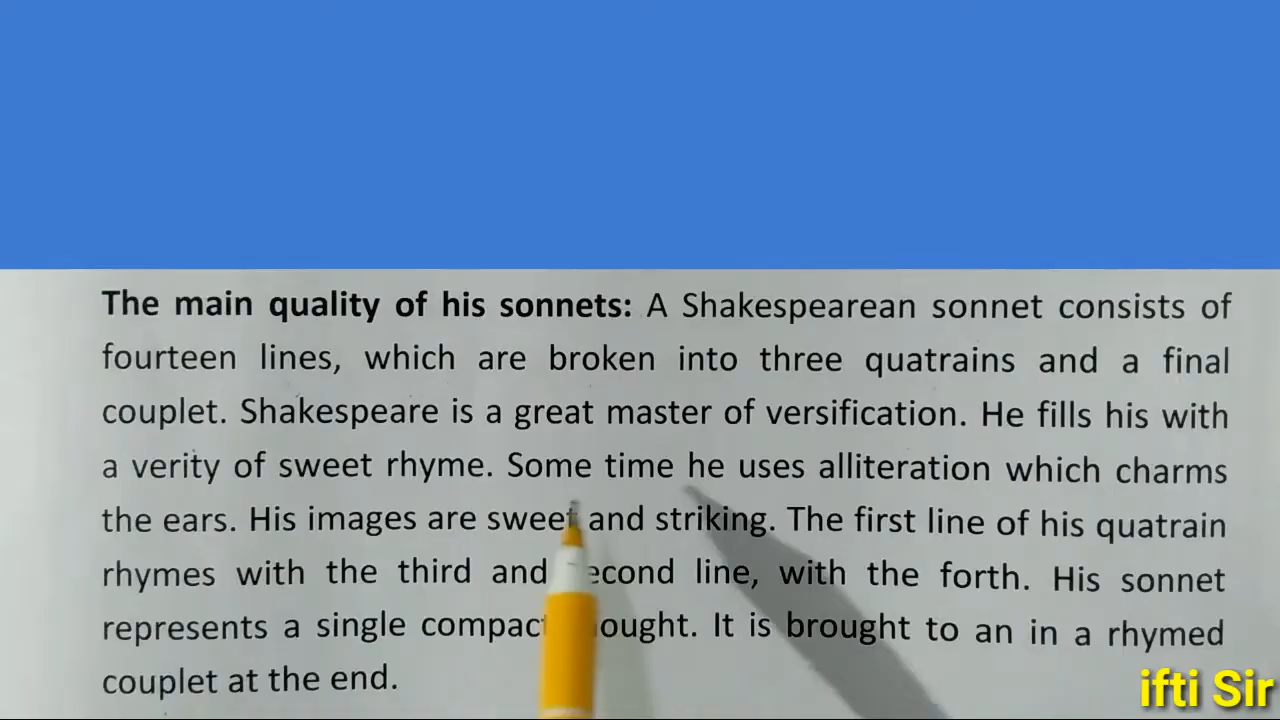 The main quality of his sonnets: A Shakespearean sonnet consists of
fourteen lines, which are broken into three quatrains and a final
couplet. Shakespeare is a great master of versification. He fills his with
a verity of sweet rhyme. Some time he uses alliteration which charms
the ears. His images are sweet and striking. The first line of his quatrain
rhymes with the third and second line, with the forth. His sonnet
represents a single compact thought. It is brought to an in a rhymed
couplet at the end.
ifti Sir